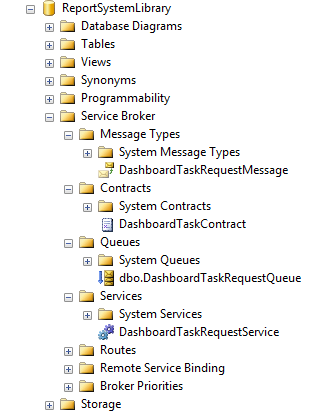 ReportSystemLibrary
Database Diagrams
Tables
Views
Synonyms
Programmability
Service Broker
Message Types
System Message Types
DashboardTaskRequestMessage
Contracts
System Contracts
DashboardTaskContract
Queues
System Queues
dbo.DashboardTaskRequestQueue
Services
System Services
DashboardTaskRequestService
Routes
Remote Service Binding
Broker Priorities
Storage